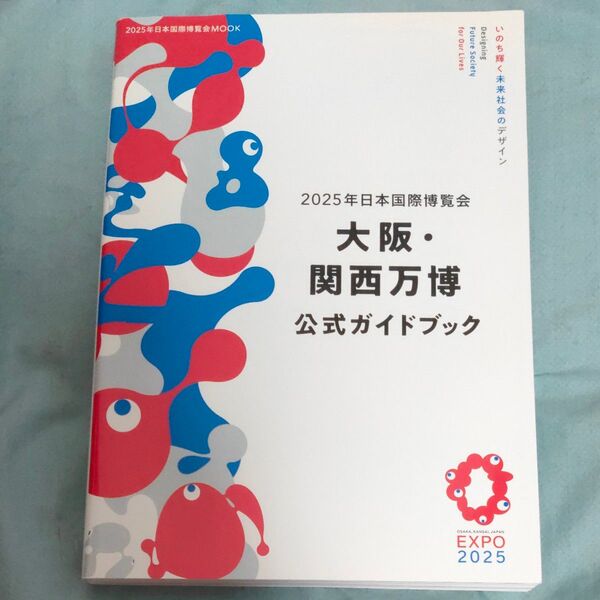 2025年日本国際博覧会MOOK
いのち輝く未来社会のデザイン
Designing
Future Society
for Our Lives
2025年日本国際博覧会
大阪・
関西万博
公式ガイドブック
OSAKA, KANSAI, JAPAN
EXPO
2025